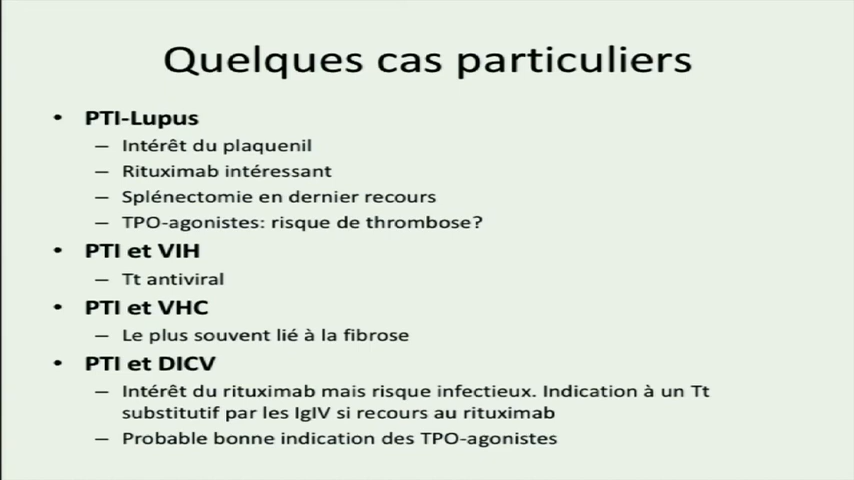 Quelques cas particuliers
• PTI-Lupus
– Intérêt du plaquenil
– Rituximab intéressant
– Splénectomie en dernier recours
– TPO-agonistes: risque de thrombose?
• PTI et VIH
– Tt antiviral
• PTI et VHC
– Le plus souvent lié à la fibrose
• PTI et DICV
– Intérêt du rituximab mais risque infectieux. Indication à un Tt
substitutif par les IgIV si recours au rituximab
– Probable bonne indication des TPO-agonistes